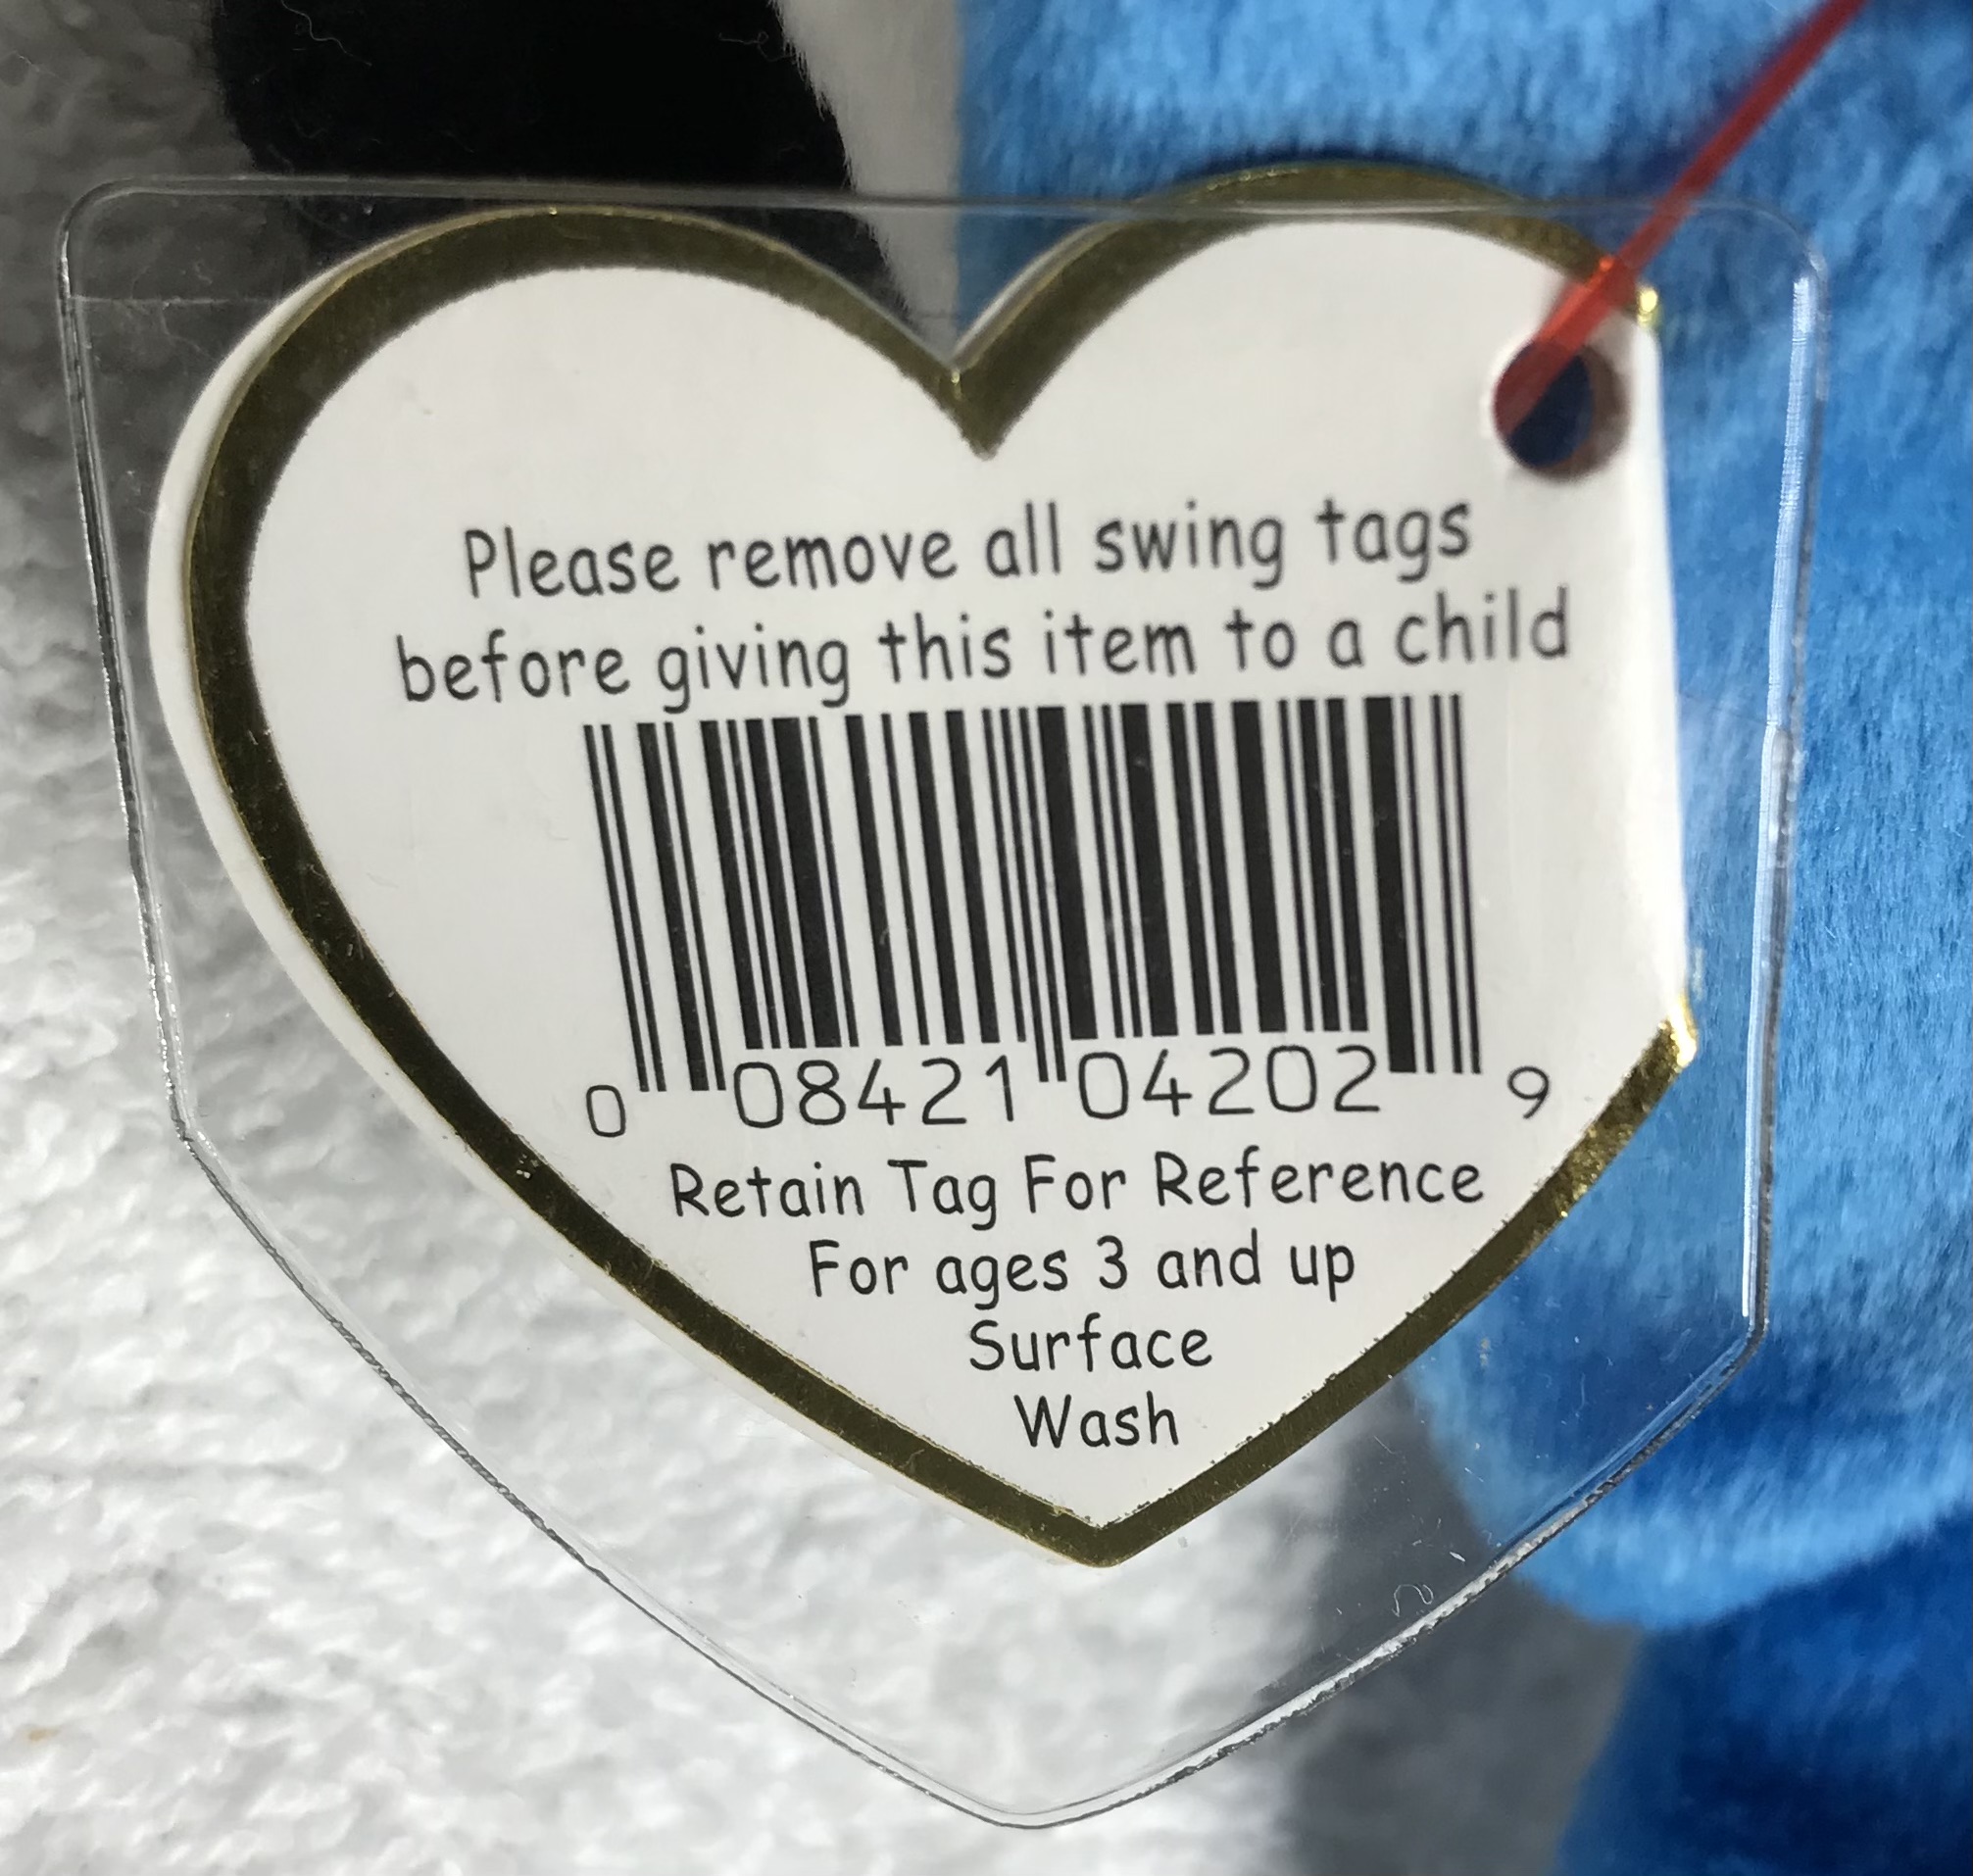 Please remove all swing tags
before giving this item to a child
0 08421 04202 9
Retain Tag For Reference
For ages 3 and up
Surface
Wash